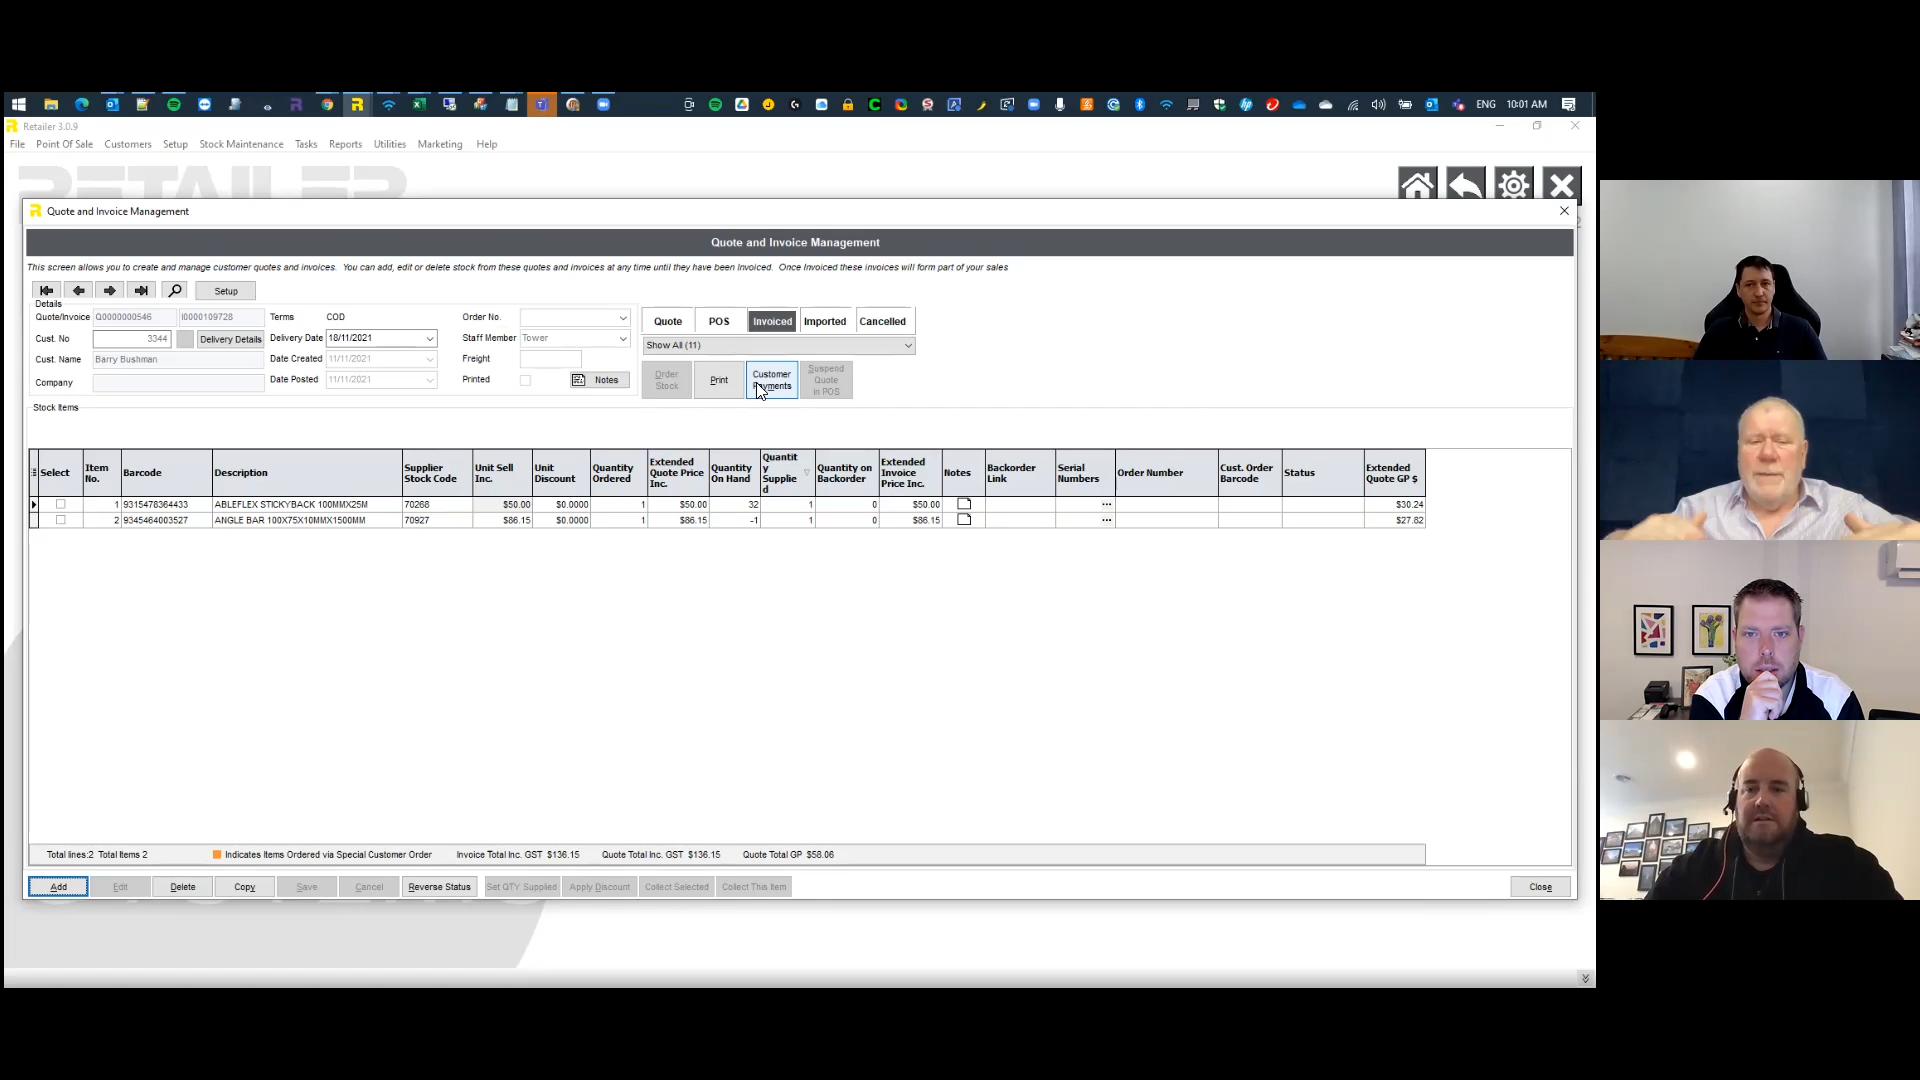 ENG 10:01 AM
Retailer 3.0.9
File Point Of Sale Customers Setup Stock Maintenance Tasks Reports Utilities Marketing Help
RETAILER
Quote and Invoice Management
Quote and Invoice Management
This screen allows you to create and manage customer quotes and invoices. You can add, edit or delete stock from these quotes and invoices at any time until they have been Invoiced. Once Invoiced these invoices will form part of your sales
Setup
Details
Quote/Invoice Q0000000546 I0000109728 Terms COD Order No.
Cust. No 3344 Delivery Details Delivery Date 18/11/2021 Staff Member Tower
Cust. Name Barry Bushman Date Created 11/11/2021 Freight
Company Date Posted 11/11/2021 Printed Notes
Quote POS Invoiced Imported Cancelled
Show All (11)
Order Stock Print Customer Payments Suspend Quote in POS
Stock Items
Select Item No. Barcode Description Supplier Stock Code Unit Sell Inc. Unit Discount Quantity Ordered Extended Quote Price Inc. Quantity On Hand Quantit y Supplie d Quantity on Backorder Extended Invoice Price Inc. Notes Backorder Link Serial Numbers Order Number Cust. Order Barcode Status Extended Quote GP $
1 9315478364433 ABLEFLEX STICKYBACK 100MMX25M 70268 $50.00 $0.0000 1 $50.00 32 1 0 $50.00 ... $30.24
2 9345464003527 ANGLE BAR 100X75X10MMX1500MM 70927 $86.15 $0.0000 1 $86.15 -1 1 0 $86.15 ... $27.82
Total lines:2 Total Items 2 Indicates Items Ordered via Special Customer Order Invoice Total Inc. GST $136.15 Quote Total Inc. GST $136.15 Quote Total GP $58.06
Add Edit Delete Copy Save Cancel Reverse Status Set QTY Supplied Apply Discount Collect Selected Collect This Item Close